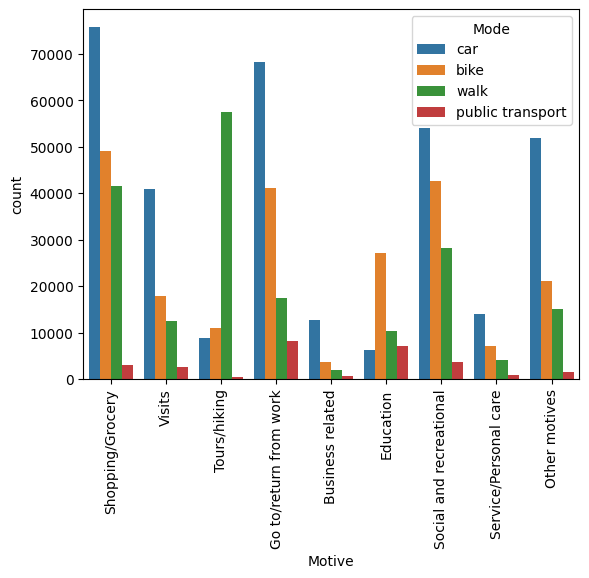 Mode
car
bike
walk
public transport
70000
60000
50000
40000
30000
20000
10000
0
count
Shopping/Grocery
Visits
Tours/hiking
Go to/return from work
Business related
Education
Social and recreational
Service/Personal care
Other motives
Motive